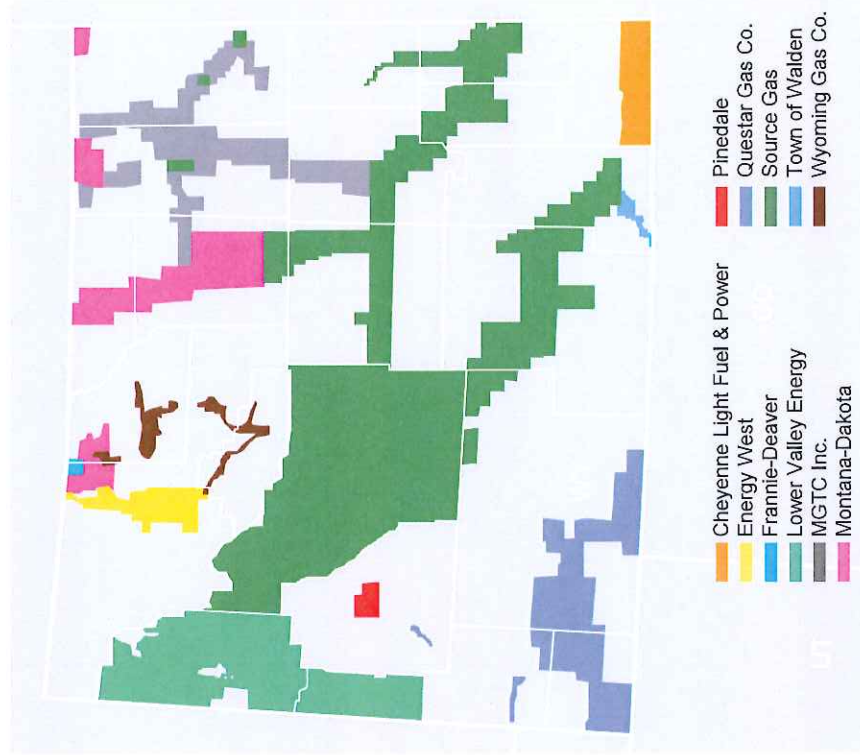 Cheyenne Light Fuel & Power
Energy West
Frannie-Deaver
Lower Valley Energy
MGTC Inc.
Montana-Dakota
Pinedale
Questar Gas Co.
Source Gas
Town of Walden
Wyoming Gas Co.